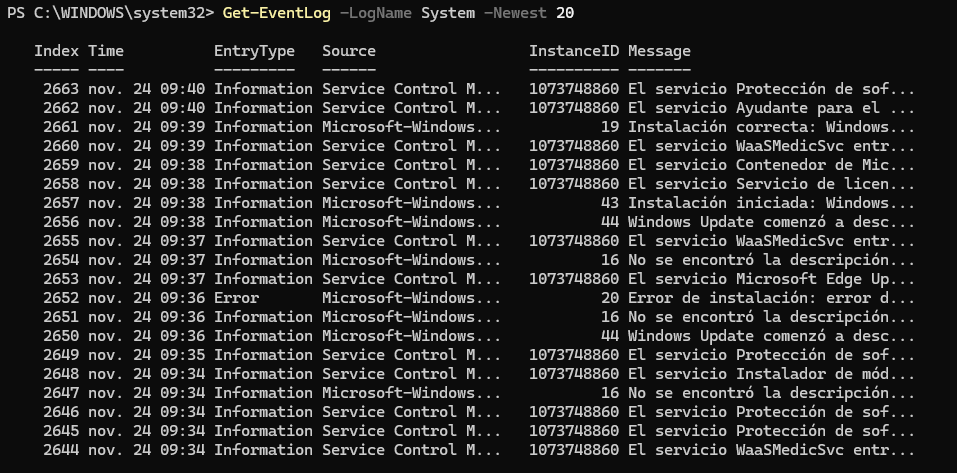 PS C:\WINDOWS\system32> Get-EventLog -LogName System -Newest 20
Index Time EntryType Source InstanceID Message
----- ---- --------- ------ ---------- -------
2663 nov. 24 09:40 Information Service Control M... 1073748860 El servicio Protección de sof...
2662 nov. 24 09:40 Information Service Control M... 1073748860 El servicio Ayudante para el ...
2661 nov. 24 09:39 Information Microsoft-Windows... 19 Instalación correcta: Windows...
2660 nov. 24 09:39 Information Service Control M... 1073748860 El servicio WaaSMedicSvc entr...
2659 nov. 24 09:38 Information Service Control M... 1073748860 El servicio Contenedor de Mic...
2658 nov. 24 09:38 Information Service Control M... 1073748860 El servicio Servicio de licen...
2657 nov. 24 09:38 Information Microsoft-Windows... 43 Instalación iniciada: Windows...
2656 nov. 24 09:38 Information Microsoft-Windows... 44 Windows Update comenzó a desc...
2655 nov. 24 09:37 Information Service Control M... 1073748860 El servicio WaaSMedicSvc entr...
2654 nov. 24 09:37 Information Microsoft-Windows... 16 No se encontró la descripción...
2653 nov. 24 09:37 Information Service Control M... 1073748860 El servicio Microsoft Edge Up...
2652 nov. 24 09:36 Error Microsoft-Windows... 20 Error de instalación: error d...
2651 nov. 24 09:36 Information Microsoft-Windows... 16 No se encontró la descripción...
2650 nov. 24 09:36 Information Microsoft-Windows... 44 Windows Update comenzó a desc...
2649 nov. 24 09:35 Information Service Control M... 1073748860 El servicio Protección de sof...
2648 nov. 24 09:34 Information Service Control M... 1073748860 El servicio Instalador de mód...
2647 nov. 24 09:34 Information Microsoft-Windows... 16 No se encontró la descripción...
2646 nov. 24 09:34 Information Service Control M... 1073748860 El servicio Protección de sof...
2645 nov. 24 09:34 Information Service Control M... 1073748860 El servicio Protección de sof...
2644 nov. 24 09:34 Information Service Control M... 1073748860 El servicio WaaSMedicSvc entr...